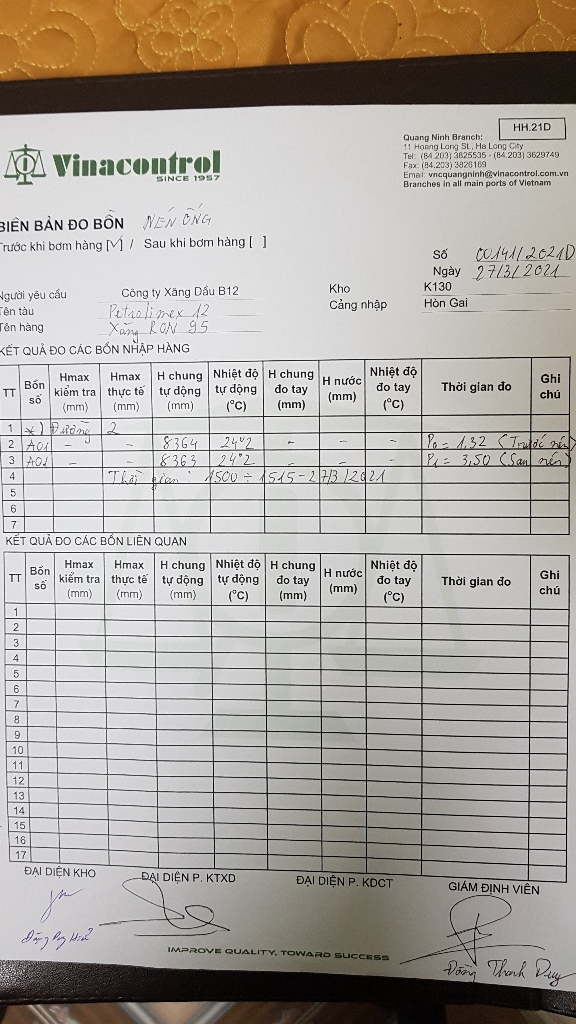 HH.21D
Vinacontrol
SINCE 1957
Quang Ninh Branch:
11 Hoang Long St., Ha Long City
Tel: (84.203) 3825535 - (84.203) 3629749
Fax: (84.203) 3826169
Email: vncquangninh@vinacontrol.com.vn
Branches in all main ports of Vietnam
BIÊN BẢN ĐO BỒN NÉN ỐNG
Trước khi bơm hàng [√] / Sau khi bơm hàng [ ]
Số 00141/2021D
Ngày 27/3/2021
Người yêu cầu Công ty Xăng Dầu B12 Kho K130
Tên tàu Petrolimex 12 Cảng nhập Hòn Gai
Tên hàng Xăng RON 95
KẾT QUẢ ĐO CÁC BỒN NHẬP HÀNG
TT Bồn số Hmax kiểm tra (mm) Hmax thực tế (mm) H chung tự động (mm) Nhiệt độ tự động (°C) H chung đo tay (mm) H nước (mm) Nhiệt độ đo tay (°C) Thời gian đo Ghi chú
1 *) Đường 2
2 A01 - - 8364 24°2 - - - P₀ = 1,32 (Trước nén)
3 A01 - - 8363 24°2 - - - P₁ = 3,50 (Sau nén)
4 Thời gian: 1500 ÷ 1515 - 27/3/2021
5
6
7
KẾT QUẢ ĐO CÁC BỒN LIÊN QUAN
TT Bồn số Hmax kiểm tra (mm) Hmax thực tế (mm) H chung tự động (mm) Nhiệt độ tự động (°C) H chung đo tay (mm) H nước (mm) Nhiệt độ đo tay (°C) Thời gian đo Ghi chú
1
2
3
4
5
6
7
8
9
10
11
12
13
14
15
16
17
ĐẠI DIỆN KHO ĐẠI DIỆN P. KTXD ĐẠI DIỆN P. KDCT GIÁM ĐỊNH VIÊN
Đồng Thanh Duy
IMPROVE QUALITY, TOWARD SUCCESS